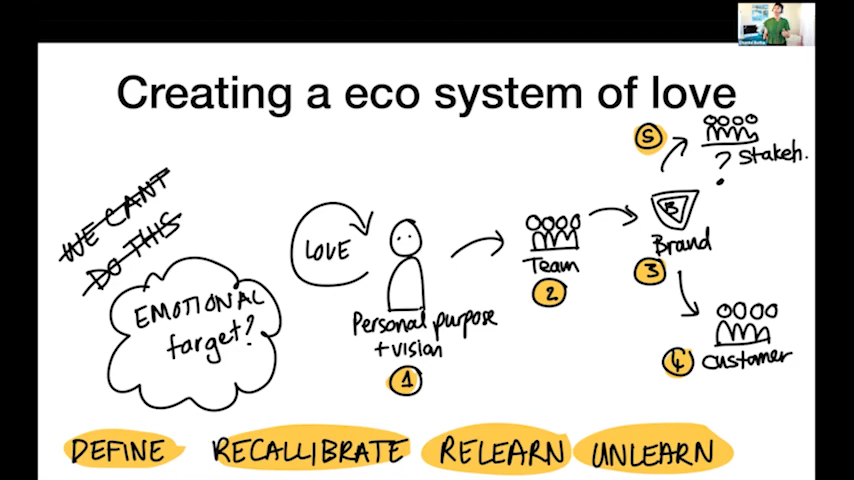 Creating a eco system of love
WE CANT
DO THIS
EMOTIONAL
target?
LOVE
Personal purpose
+ vision
1
Team
2
B
Brand
3
5
? Stakeh.
4
Customer
DEFINE RECALLIBRATE RELEARN UNLEARN